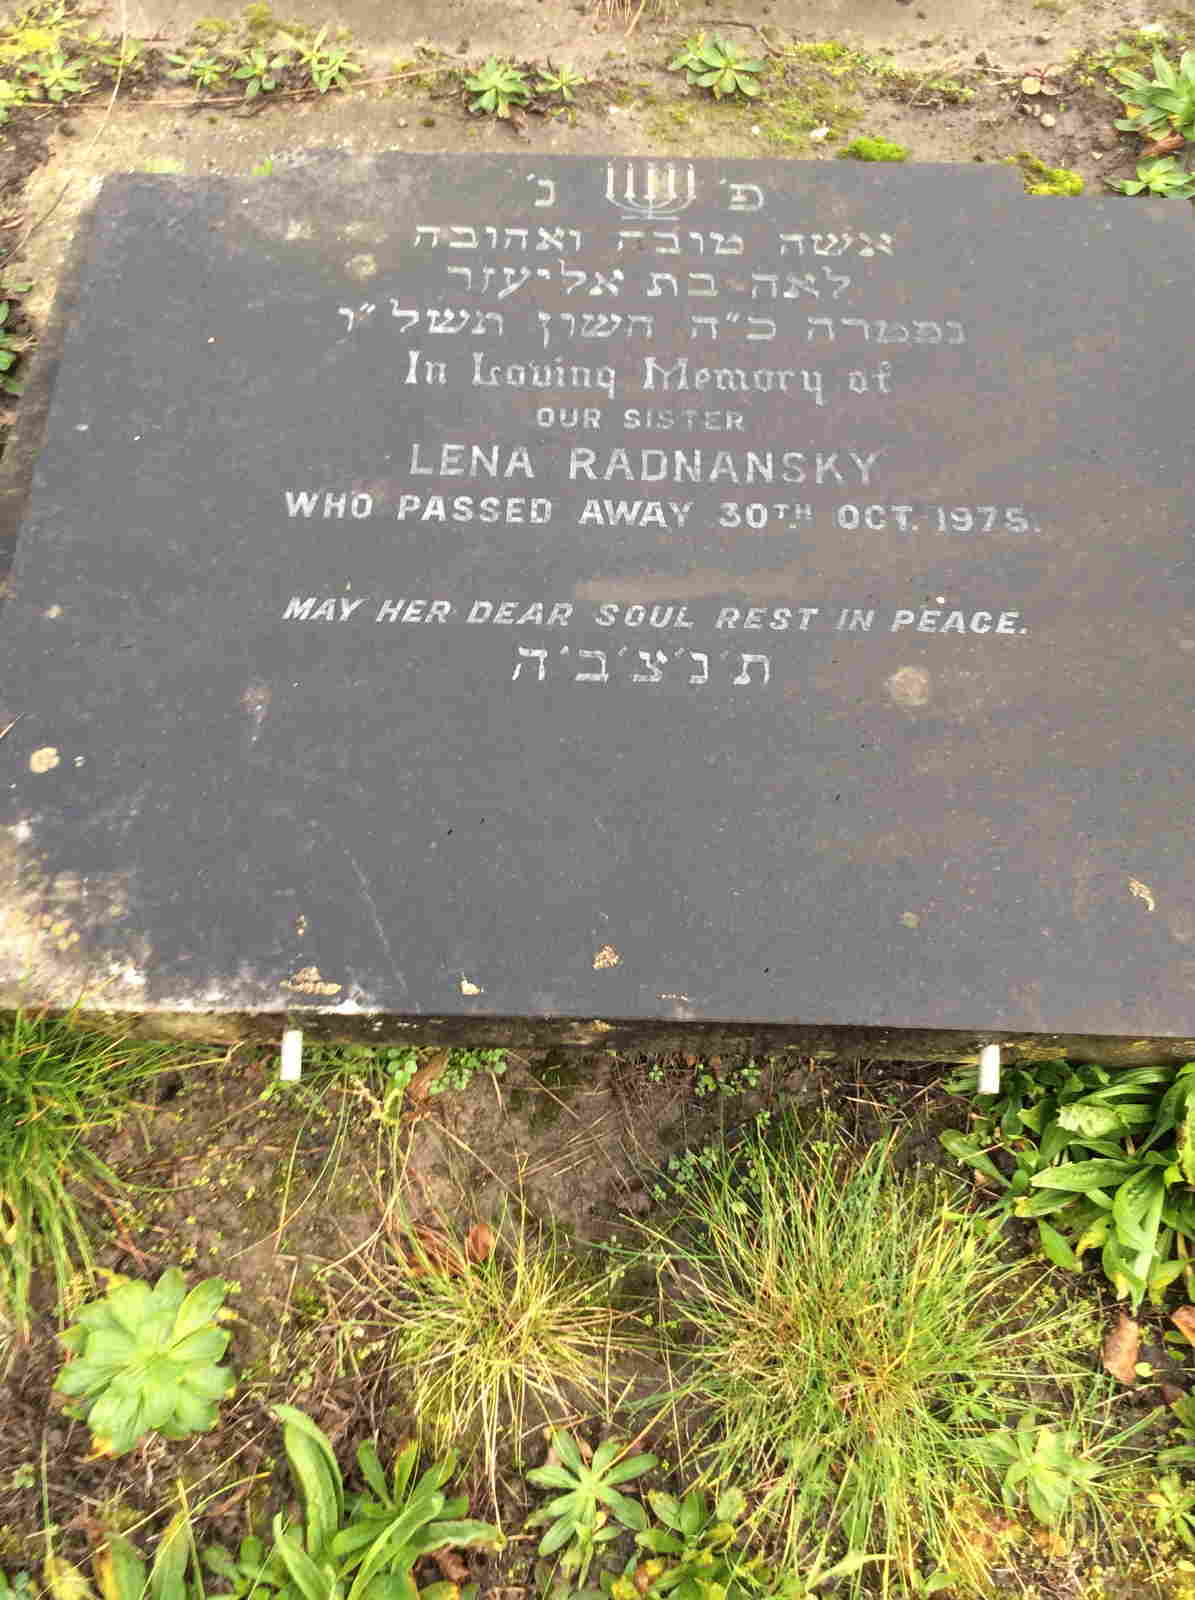 פ׳ נ׳
אשה טובה ואהובה
לאה בת אליעזר
נפטרה כ״ה חשון תשל״ו
In Loving Memory of
OUR SISTER
LENA RADNANSKY
WHO PASSED AWAY 30TH OCT. 1975.
MAY HER DEAR SOUL REST IN PEACE.
ת׳נ׳צ׳ב׳ה